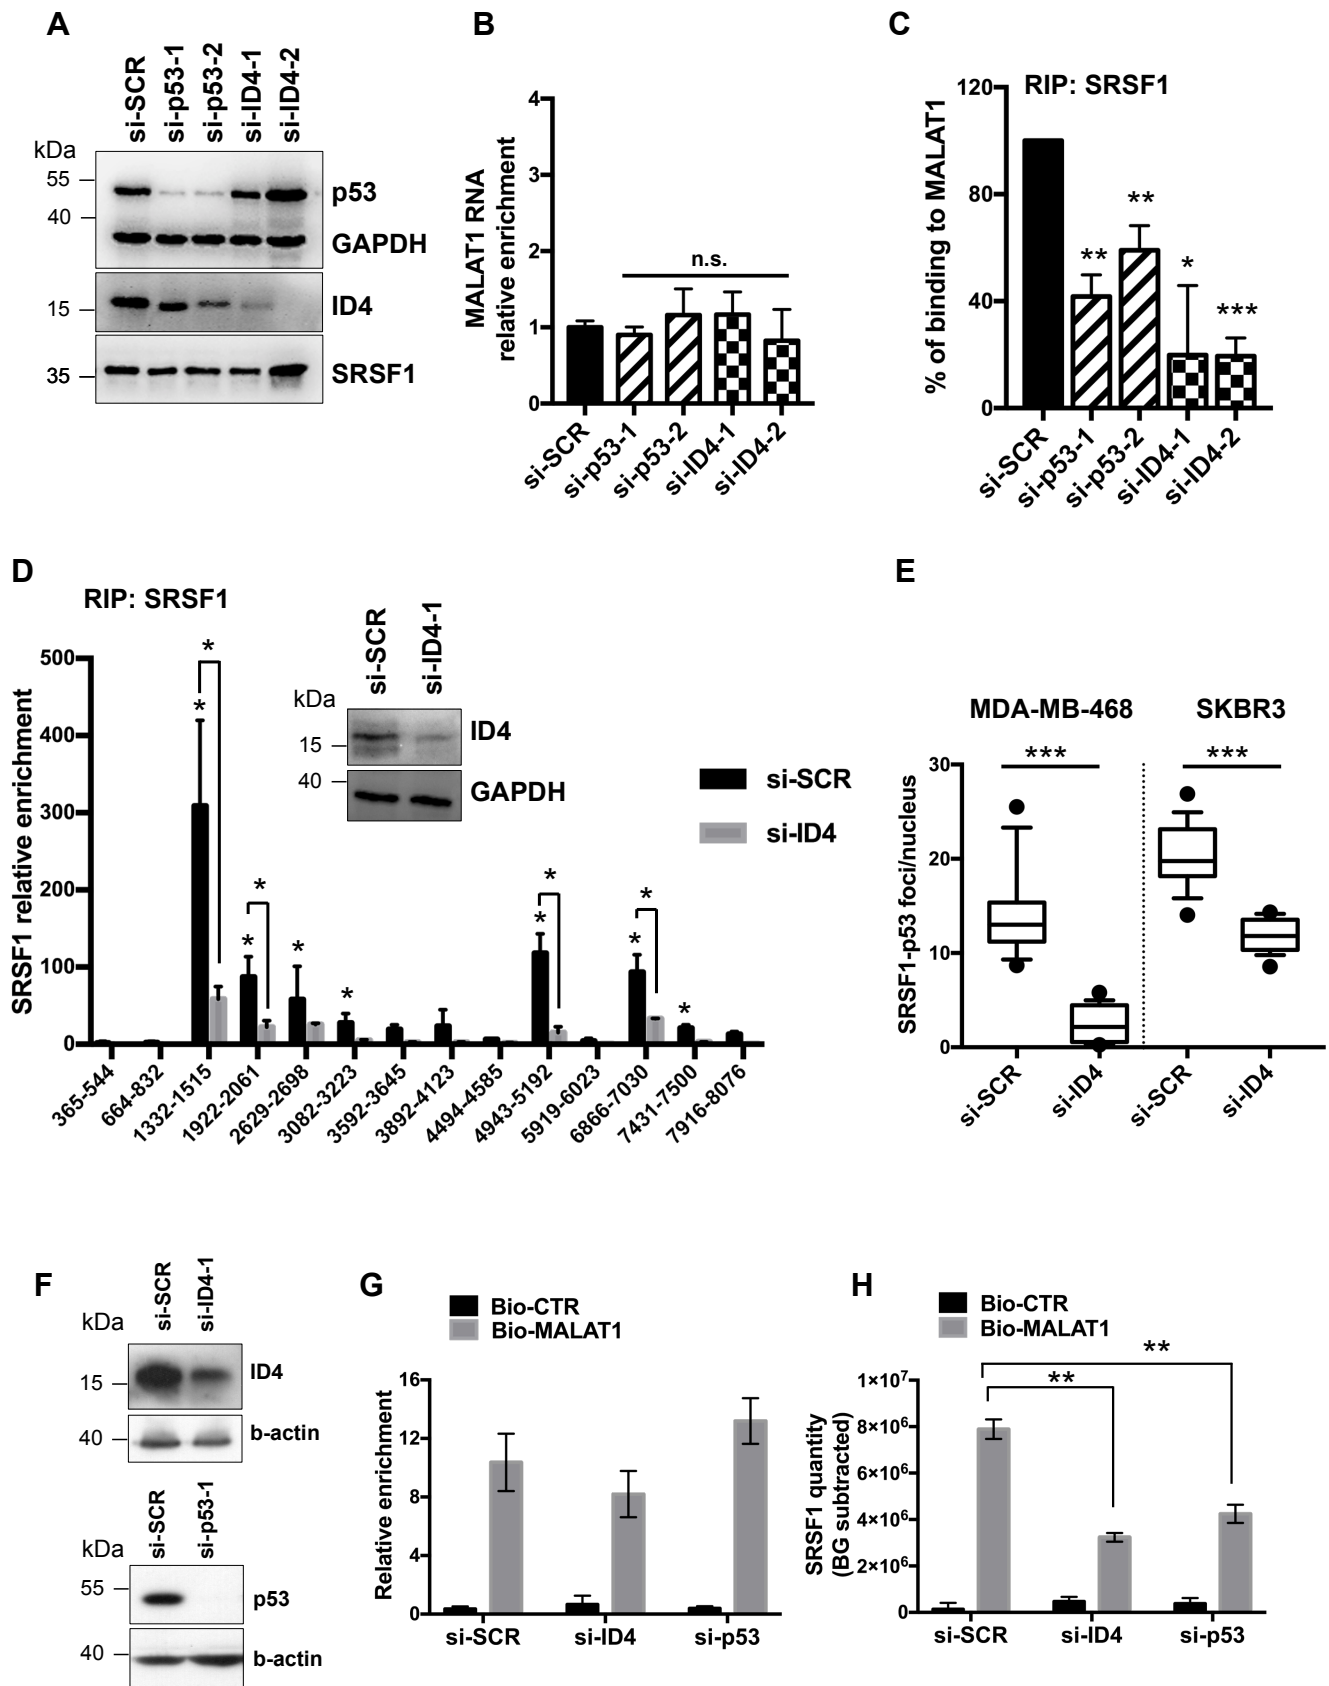 A
si-SCR
si-p53-1
si-p53-2
si-ID4-1
si-ID4-2
kDa
55
40
15
35
p53
GAPDH
ID4
SRSF1
B
MALAT1 RNA
relative enrichment
4
3
2
1
0
n.s.
si-SCR
si-p53-1
si-p53-2
si-ID4-1
si-ID4-2
C
RIP: SRSF1
% of binding to MALAT1
120
80
40
0
**
**
*
***
si-SCR
si-p53-1
si-p53-2
si-ID4-1
si-ID4-2
D
RIP: SRSF1
SRSF1 relative enrichment
500
400
300
200
100
0
*
*
*
*
*
*
*
*
*
*
*
365-544
664-832
1332-1515
1922-2061
2629-2698
3082-3223
3592-3645
3892-4123
4494-4585
4943-5192
5919-6023
6866-7030
7431-7500
7916-8076
si-SCR
si-ID4-1
kDa
15
40
ID4
GAPDH
si-SCR
si-ID4
E
MDA-MB-468
SKBR3
***
***
SRSF1-p53 foci/nucleus
30
20
10
0
si-SCR
si-ID4
si-SCR
si-ID4
F
si-SCR
si-ID4-1
kDa
15
40
ID4
b-actin
si-SCR
si-p53-1
kDa
55
40
p53
b-actin
G
Bio-CTR
Bio-MALAT1
Relative enrichment
16
12
8
4
0
si-SCR
si-ID4
si-p53
H
Bio-CTR
Bio-MALAT1
**
**
SRSF1 quantity
(BG subtracted)
1×10⁷
8×10⁶
6×10⁶
4×10⁶
2×10⁶
0
si-SCR
si-ID4
si-p53